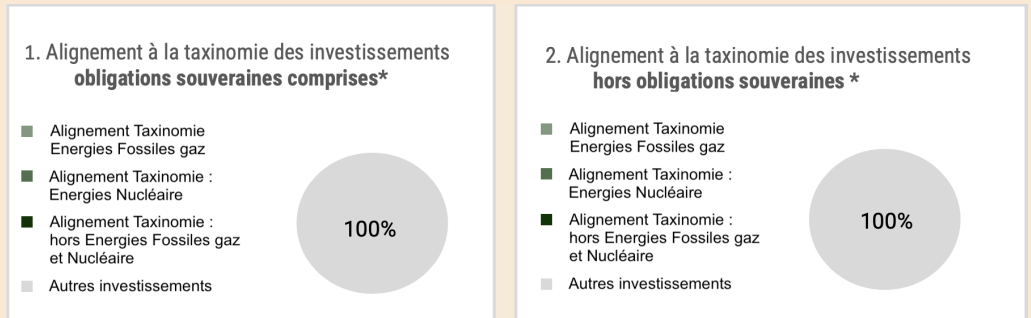 1. Alignement à la taxinomie des investissements
obligations souveraines comprises*
Alignement Taxinomie
Energies Fossiles gaz
Alignement Taxinomie :
Energies Nucléaire
Alignement Taxinomie :
hors Energies Fossiles gaz
et Nucléaire
Autres investissements
100%
2. Alignement à la taxinomie des investissements
hors obligations souveraines *
Alignement Taxinomie
Energies Fossiles gaz
Alignement Taxinomie :
Energies Nucléaire
Alignement Taxinomie :
hors Energies Fossiles gaz
et Nucléaire
Autres investissements
100%